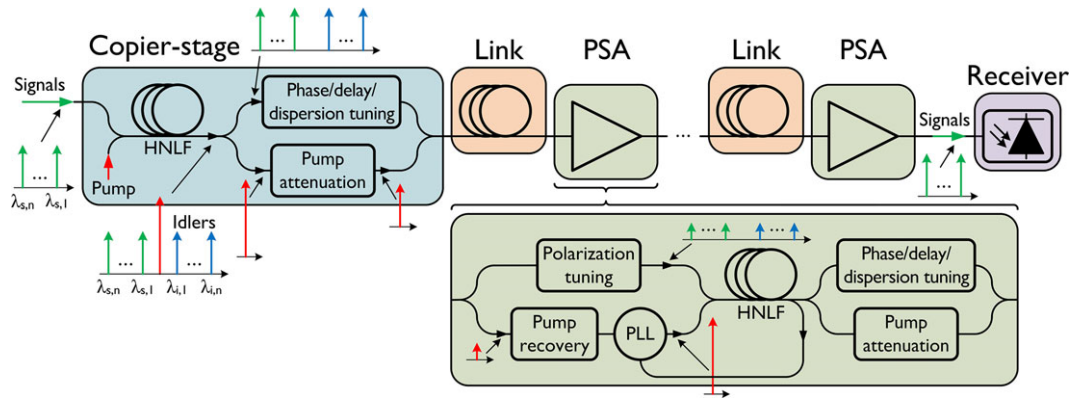 Copier-stage
Link
PSA
Link
PSA
Receiver
Signals
...
...
Phase/delay/
dispersion tuning
HNLF
Pump
attenuation
Pump
...
λs,n
λs,1
Idlers
...
...
λs,n
λs,1
λi,1
λi,n
...
Signals
...
Polarization
tuning
...
...
Pump
recovery
PLL
HNLF
Phase/delay/
dispersion tuning
Pump
attenuation